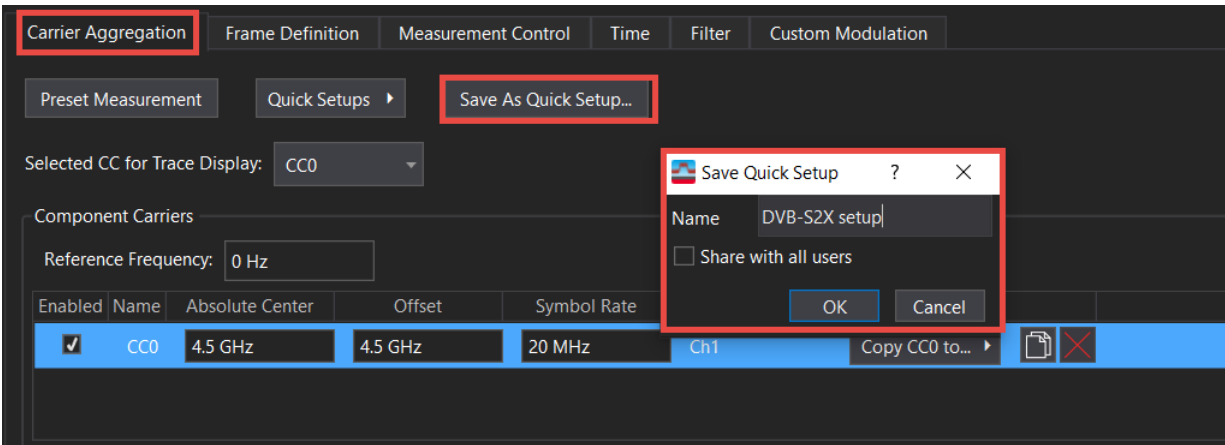 Carrier Aggregation Frame Definition Measurement Control Time Filter Custom Modulation
Preset Measurement Quick Setups Save As Quick Setup...
Selected CC for Trace Display: CC0
Save Quick Setup ? ×
Name DVB-S2X setup
Share with all users
OK Cancel
Component Carriers
Reference Frequency: 0 Hz
Enabled Name Absolute Center Offset Symbol Rate
CC0 4.5 GHz 4.5 GHz 20 MHz Ch1 Copy CC0 to...